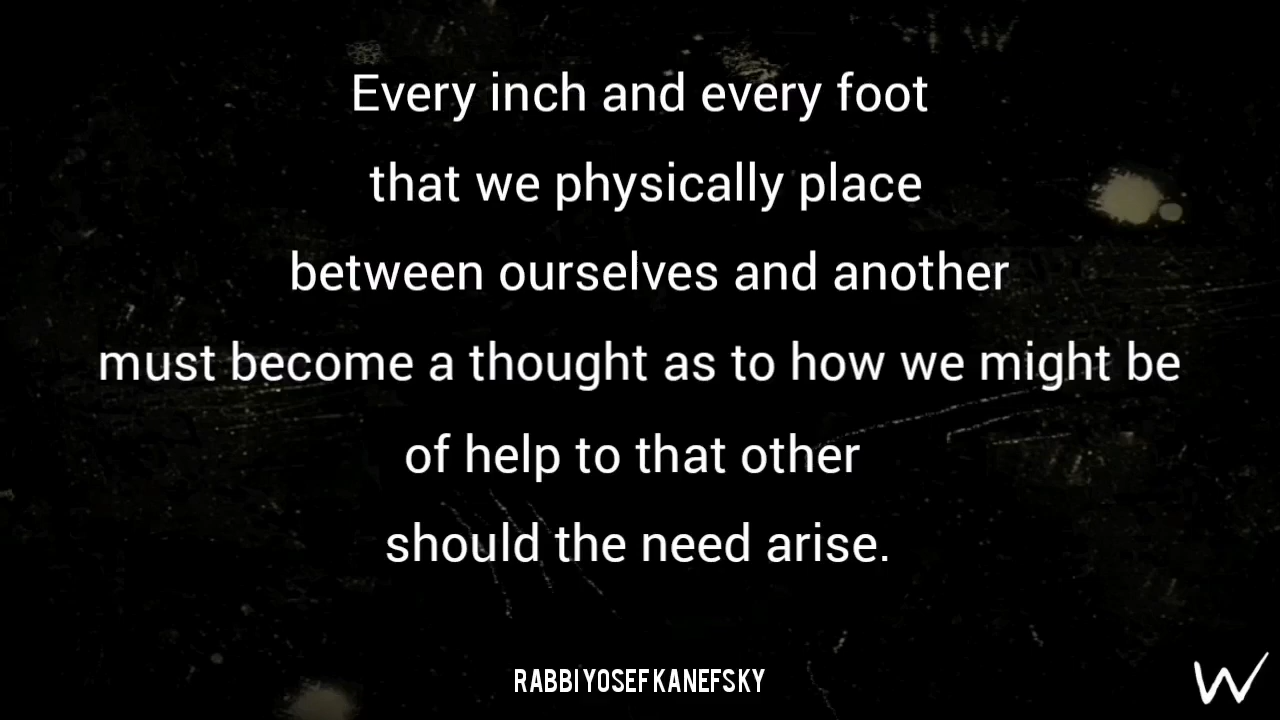 Every inch and every foot
that we physically place
between ourselves and another
must become a thought as to how we might be
of help to that other
should the need arise.
RABBI YOSEF KANEFSKY
W